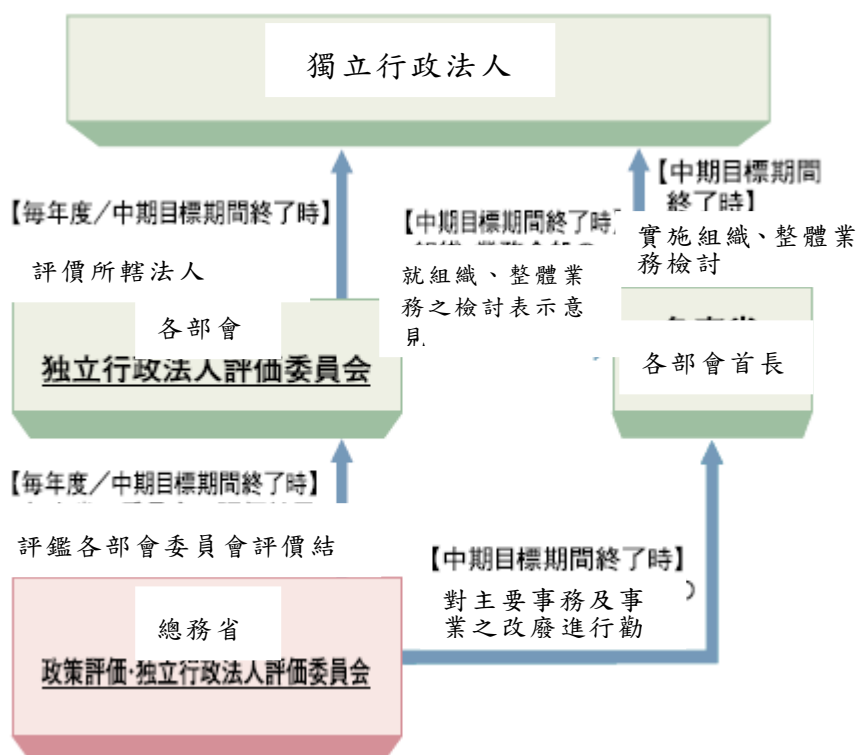 獨立行政法人
【毎年度／中期目標期間終了時】
評價所轄法人
【中期目標期間終了時】
就組織、整體業
務之檢討表示意
見
【中期目標期間
終了時】
實施組織、整體業
務檢討
各部會
独立行政法人評価委員会
各部會首長
【毎年度／中期目標期間終了時】
評鑑各部會委員會評價結
【中期目標期間終了時】
對主要事務及事
業之改廢進行勸
總務省
政策評価･独立行政法人評価委員会